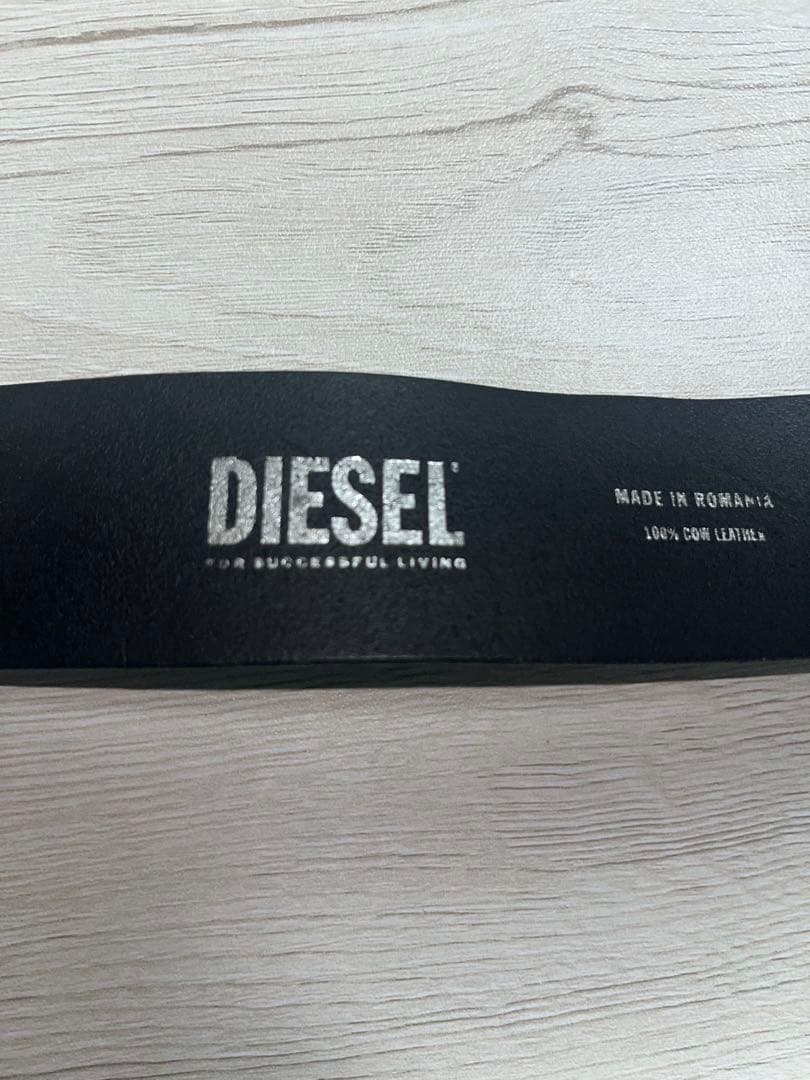 DIESEL
FOR SUCCESSFUL LIVING
MADE IN ROMANIA
100% COW LEATHER